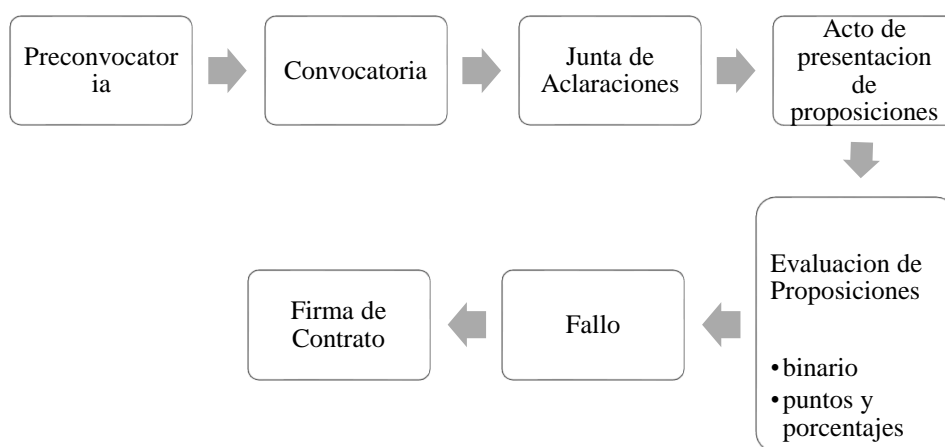 Preconvocator
ia
Convocatoria
Junta de
Aclaraciones
Acto de
presentacion
de
proposiciones
Evaluacion de
Proposiciones
•binario
•puntos y
porcentajes
Fallo
Firma de
Contrato